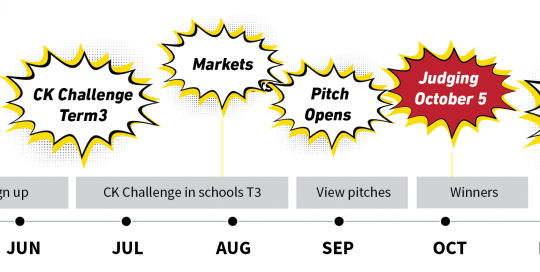 CK Challenge
Term3
Markets
Pitch
Opens
Judging
October 5
up
CK Challenge in schools T3
View pitches
Winners
JUN
JUL
AUG
SEP
OCT